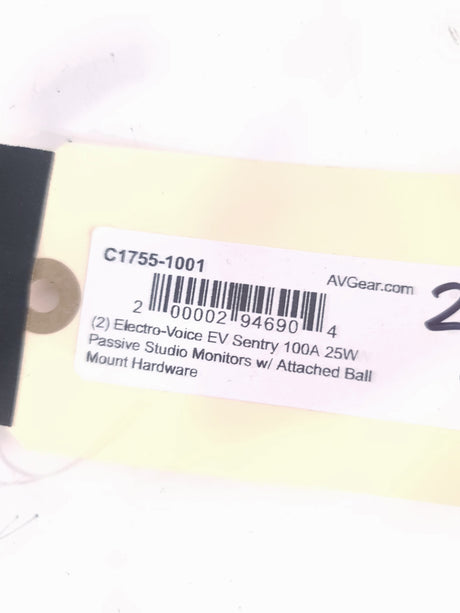 C1755-1001
AVGear.com
2 00002 94690 4
(2) Electro-Voice EV Sentry 100A 25W
Passive Studio Monitors w/ Attached Ball
Mount Hardware
2